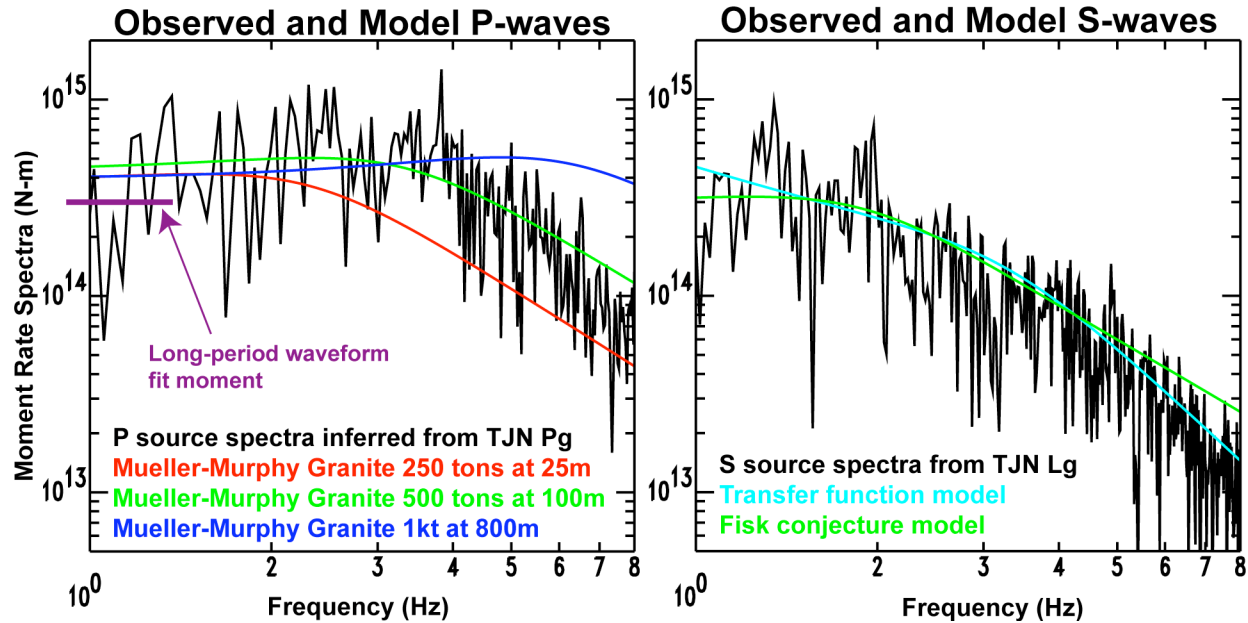 Observed and Model P-waves
Observed and Model S-waves
Moment Rate Spectra (N-m)
10^15
10^14
10^13
Long-period waveform
fit moment
P source spectra inferred from TJN Pg
Mueller-Murphy Granite 250 tons at 25m
Mueller-Murphy Granite 500 tons at 100m
Mueller-Murphy Granite 1kt at 800m
10^0
2
3
4
5
6
7
8
Frequency (Hz)
10^15
10^14
10^13
S source spectra from TJN Lg
Transfer function model
Fisk conjecture model
10^0
2
3
4
5
6
7
8
Frequency (Hz)